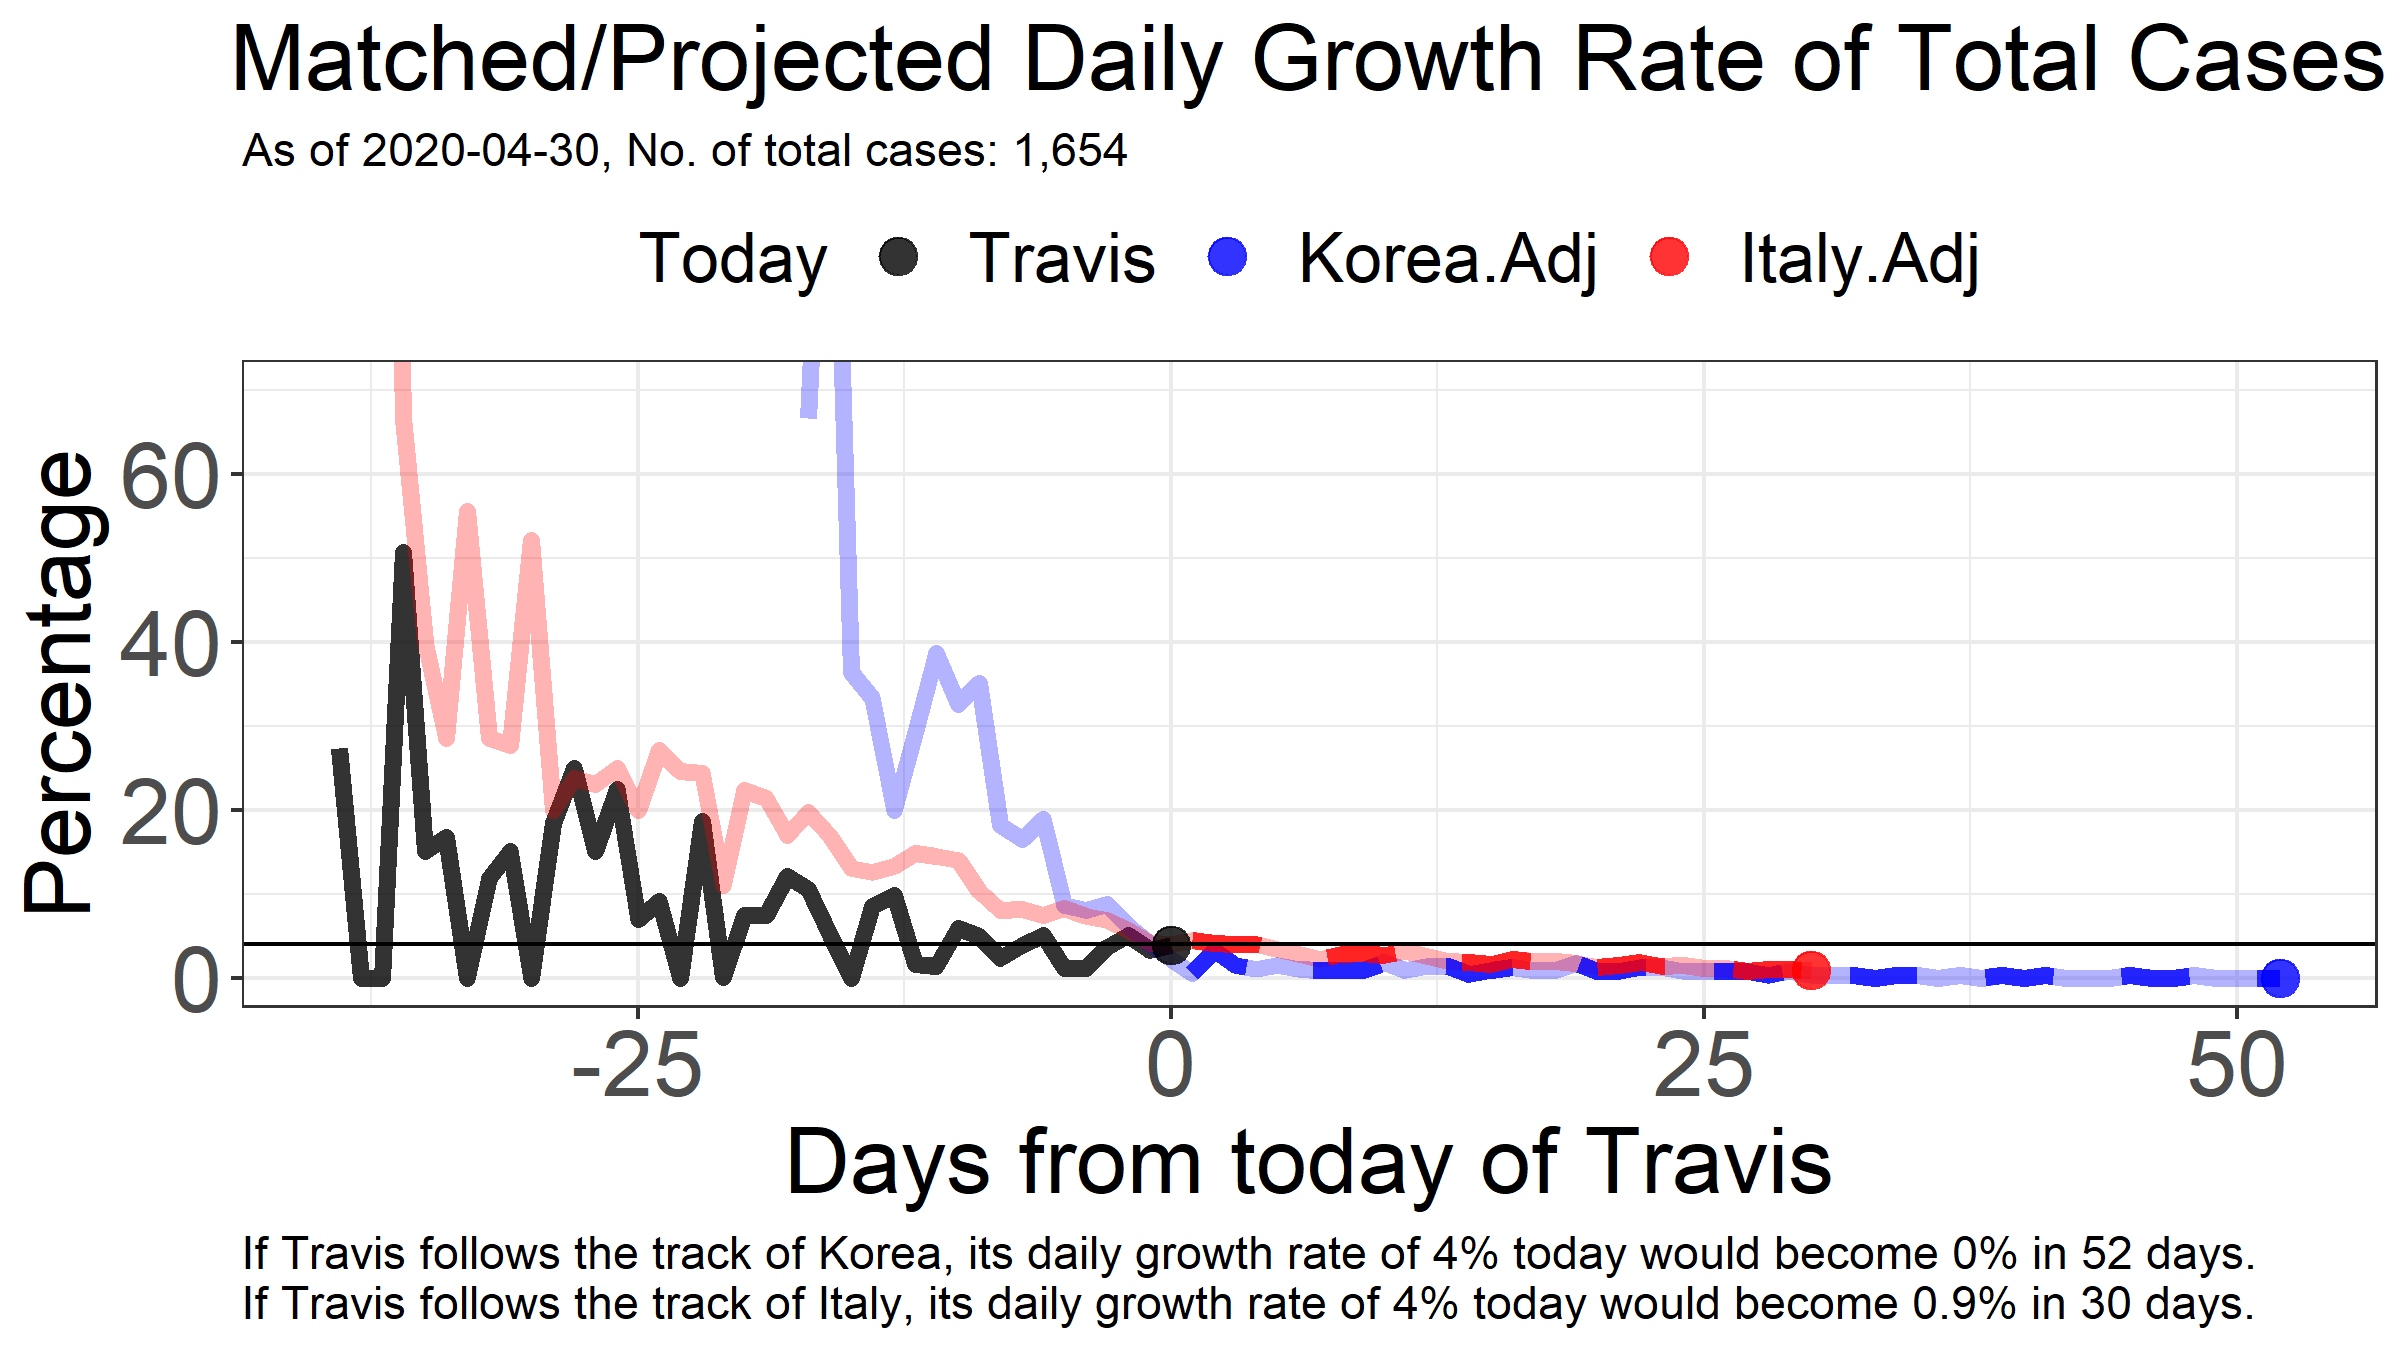 Matched/Projected Daily Growth Rate of Total Cases
As of 2020-04-30, No. of total cases: 1,654
Today Travis Korea.Adj Italy.Adj
Percentage
60
40
20
0
-25 0 25 50
Days from today of Travis
If Travis follows the track of Korea, its daily growth rate of 4% today would become 0% in 52 days.
If Travis follows the track of Italy, its daily growth rate of 4% today would become 0.9% in 30 days.